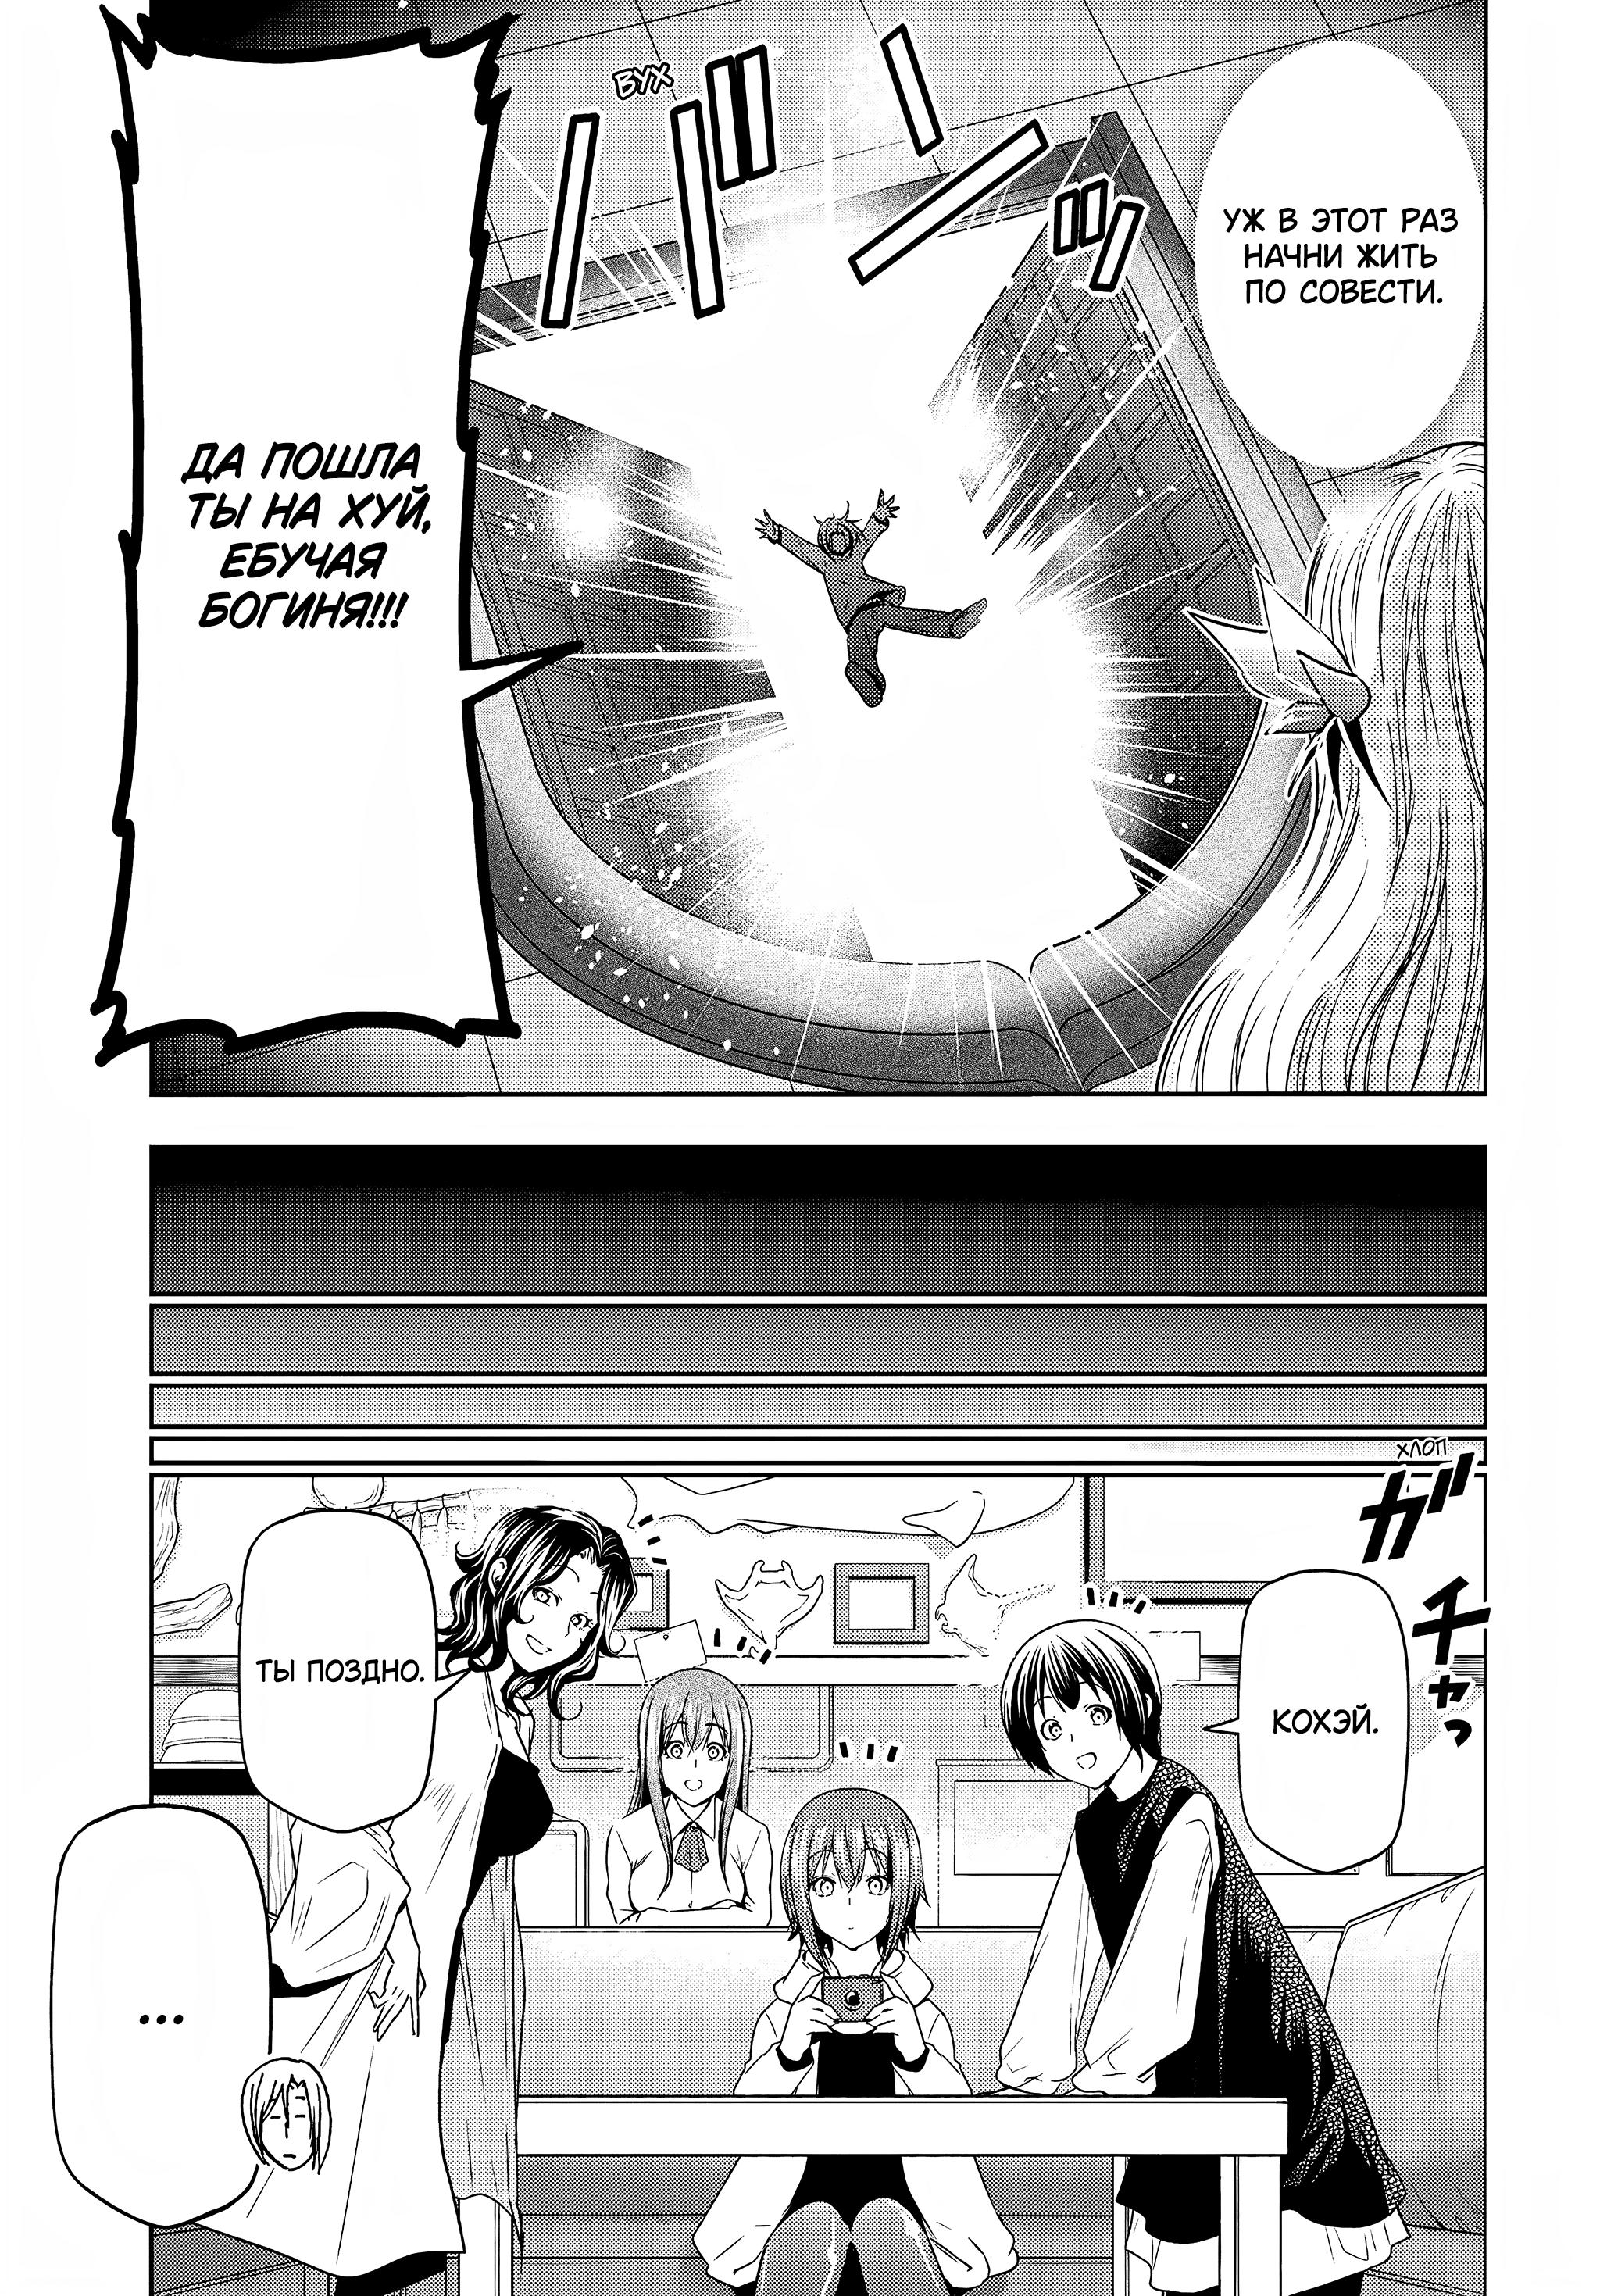 УЖ В ЭТОТ РАЗ
НАЧНИ ЖИТЬ
ПО СОВЕСТИ.
ВУХ
ДА ПОШЛА
ТЫ НА ХУЙ,
ЕБУЧАЯ
БОГИНЯ!!!
ХЛОП
ガチャっ
КОХЭЙ.
ТЫ ПОЗДНО.
...